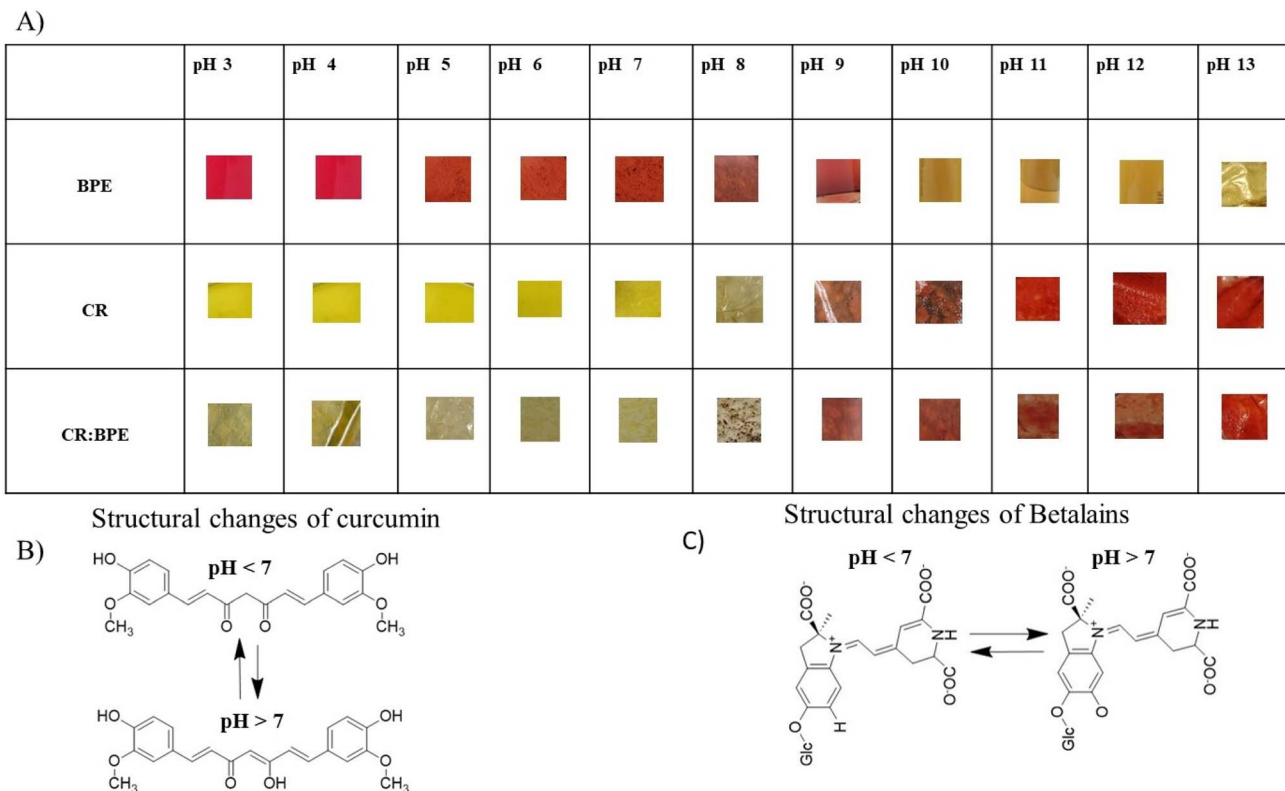 A)
pH 3 pH 4 pH 5 pH 6 pH 7 pH 8 pH 9 pH 10 pH 11 pH 12 pH 13
BPE
CR
CR:BPE
Structural changes of curcumin
B)
pH < 7
HO OH
O O O O
CH3 CH3
pH > 7
HO OH
O O OH O
CH3 CH3
Structural changes of Betalains
C)
pH < 7
COO-
COO-
N+
N H
O-OC
O H
Glc
pH > 7
COO-
COO-
N+
N H
O-OC
O O
Glc